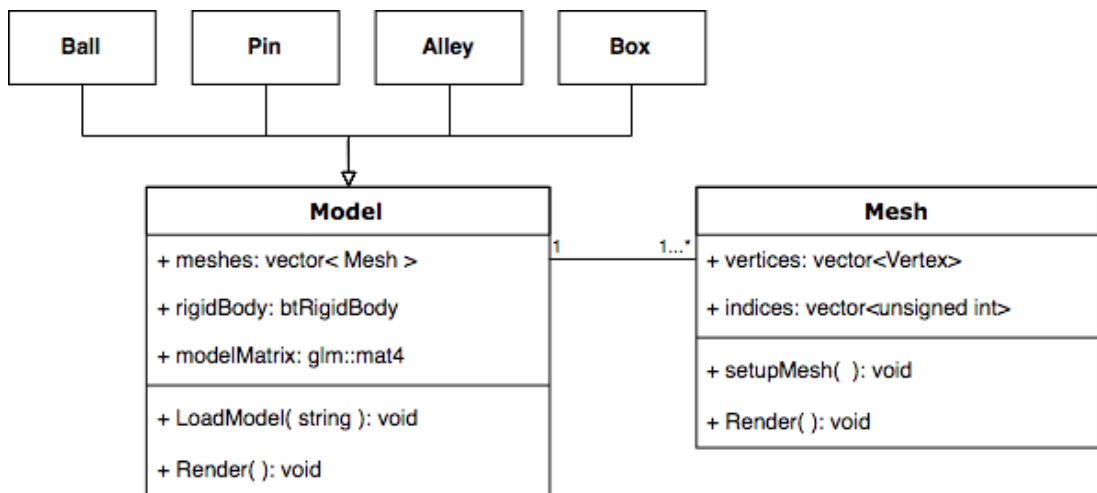 Ball
Pin
Alley
Box
Model
+ meshes: vector< Mesh >
+ rigidBody: btRigidBody
+ modelMatrix: glm::mat4
+ LoadModel( string ): void
+ Render( ): void
1
1...*
Mesh
+ vertices: vector<Vertex>
+ indices: vector<unsigned int>
+ setupMesh(  ): void
+ Render( ): void